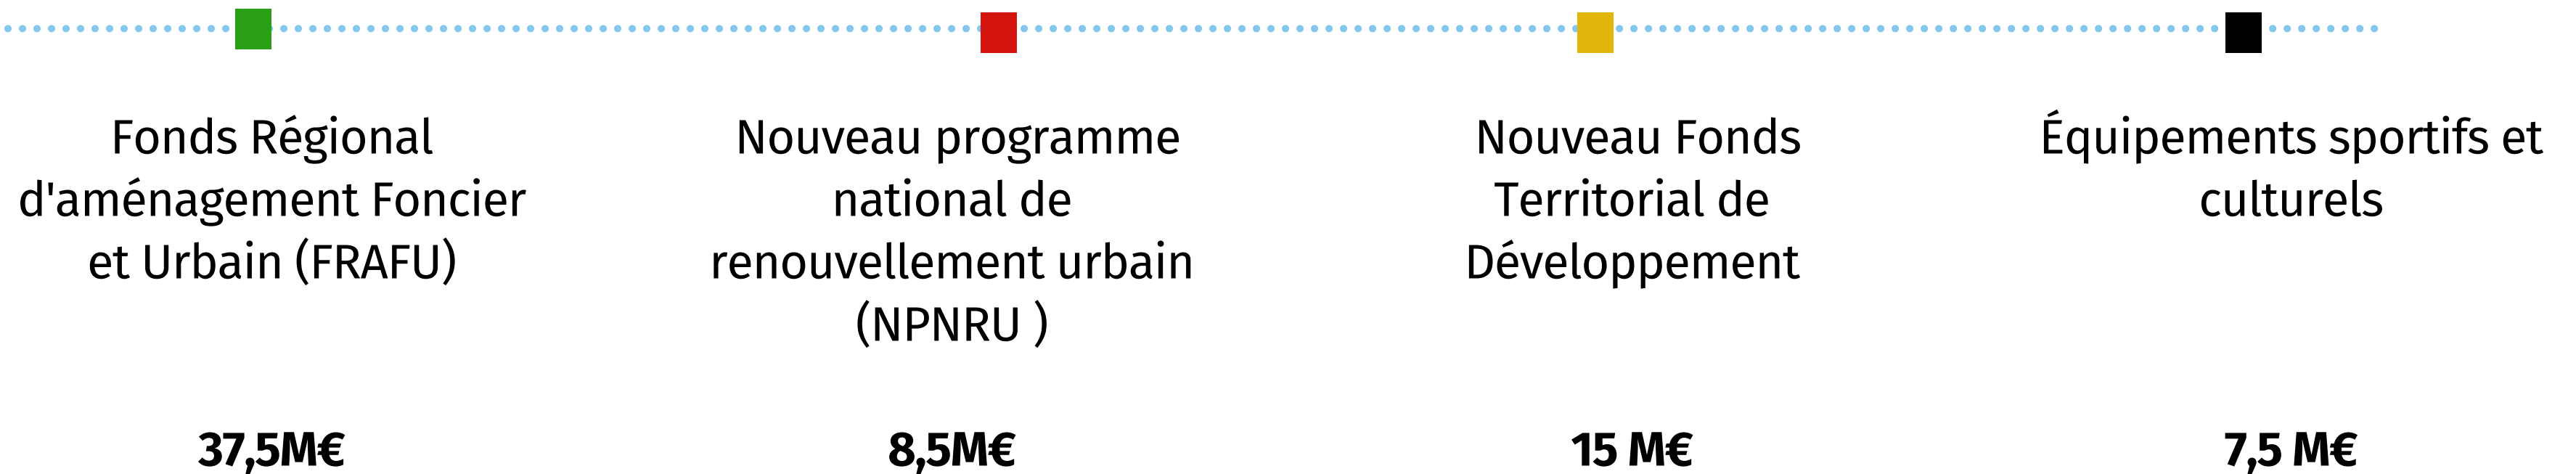 Fonds Régional
d'aménagement Foncier
et Urbain (FRAFU)
37,5M€
Nouveau programme
national de
renouvellement urbain
(NPNRU )
8,5M€
Nouveau Fonds
Territorial de
Développement
15 M€
Équipements sportifs et
culturels
7,5 M€